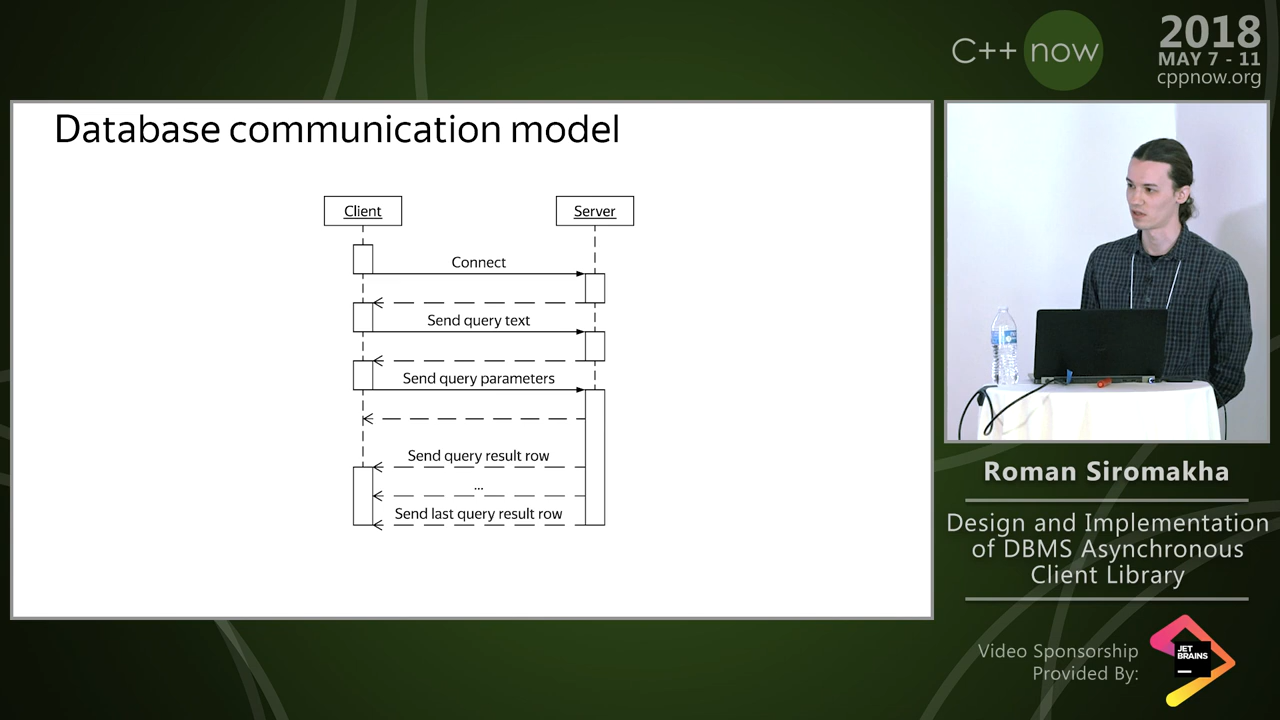 C++ now
2018
MAY 7 - 11
cppnow.org
Database communication model
Client
Server
Connect
Send query text
Send query parameters
Send query result row
...
Send last query result row
Roman Siromakha
Design and Implementation
of DBMS Asynchronous
Client Library
Video Sponsorship
Provided By:
JET
BRAINS